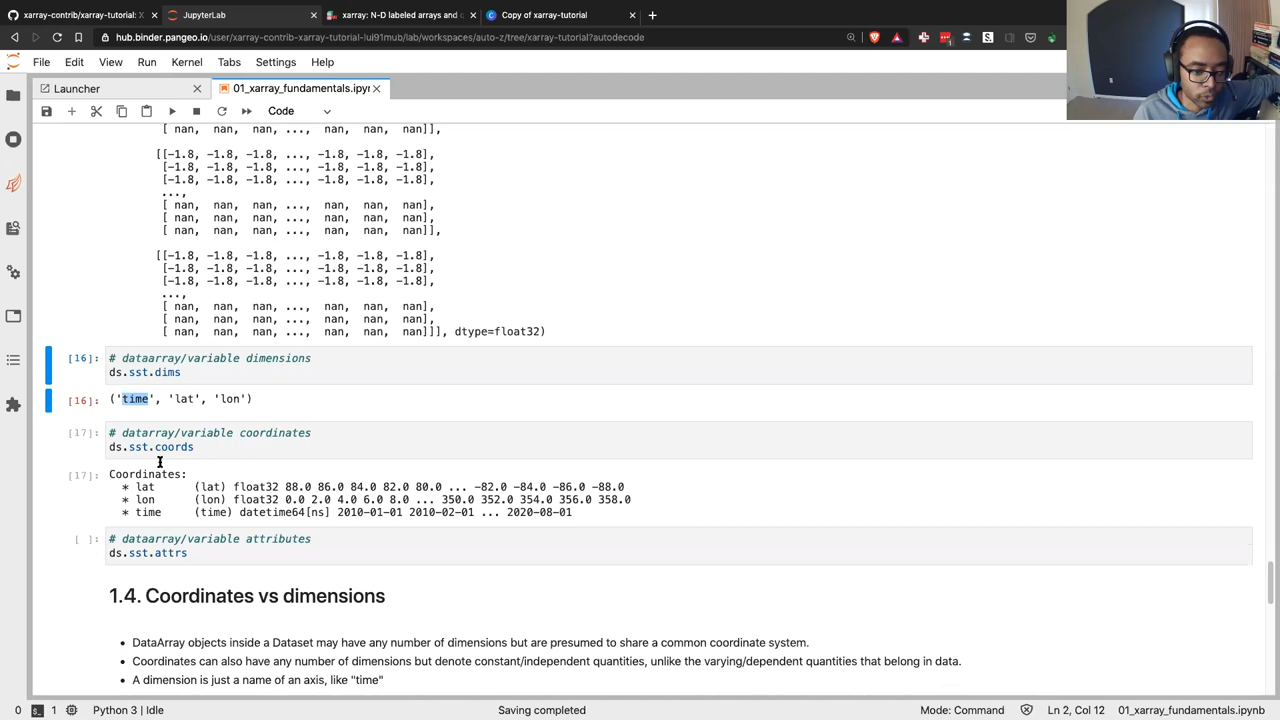 xarray-contrib/xarray-tutorial: X
JupyterLab
xarray: N-D labeled arrays and
Copy of xarray-tutorial
hub.binder.pangeo.io/user/xarray-contrib-xarray-tutorial-lui91mub/lab/workspaces/auto-z/tree/xarray-tutorial?autodecode
File Edit View Run Kernel Tabs Settings Help
Launcher
01_xarray_fundamentals.ipyn
Code
[ nan, nan, nan, ..., nan, nan, nan]],
[[-1.8, -1.8, -1.8, ..., -1.8, -1.8, -1.8],
[-1.8, -1.8, -1.8, ..., -1.8, -1.8, -1.8],
[-1.8, -1.8, -1.8, ..., -1.8, -1.8, -1.8],
...,
[ nan, nan, nan, ..., nan, nan, nan],
[ nan, nan, nan, ..., nan, nan, nan],
[ nan, nan, nan, ..., nan, nan, nan]],
[[-1.8, -1.8, -1.8, ..., -1.8, -1.8, -1.8],
[-1.8, -1.8, -1.8, ..., -1.8, -1.8, -1.8],
[-1.8, -1.8, -1.8, ..., -1.8, -1.8, -1.8],
...,
[ nan, nan, nan, ..., nan, nan, nan],
[ nan, nan, nan, ..., nan, nan, nan],
[ nan, nan, nan, ..., nan, nan, nan]]], dtype=float32)
[16]: # dataarray/variable dimensions
ds.sst.dims
[16]: ('time', 'lat', 'lon')
[17]: # datarray/variable coordinates
ds.sst.coords
[17]: Coordinates:
* lat (lat) float32 88.0 86.0 84.0 82.0 80.0 ... -82.0 -84.0 -86.0 -88.0
* lon (lon) float32 0.0 2.0 4.0 6.0 8.0 ... 350.0 352.0 354.0 356.0 358.0
* time (time) datetime64[ns] 2010-01-01 2010-02-01 ... 2020-08-01
[ ]: # dataarray/variable attributes
ds.sst.attrs
1.4. Coordinates vs dimensions
• DataArray objects inside a Dataset may have any number of dimensions but are presumed to share a common coordinate system.
• Coordinates can also have any number of dimensions but denote constant/independent quantities, unlike the varying/dependent quantities that belong in data.
• A dimension is just a name of an axis, like "time"
0 1 Python 3 | Idle Saving completed Mode: Command Ln 2, Col 12 01_xarray_fundamentals.ipynb